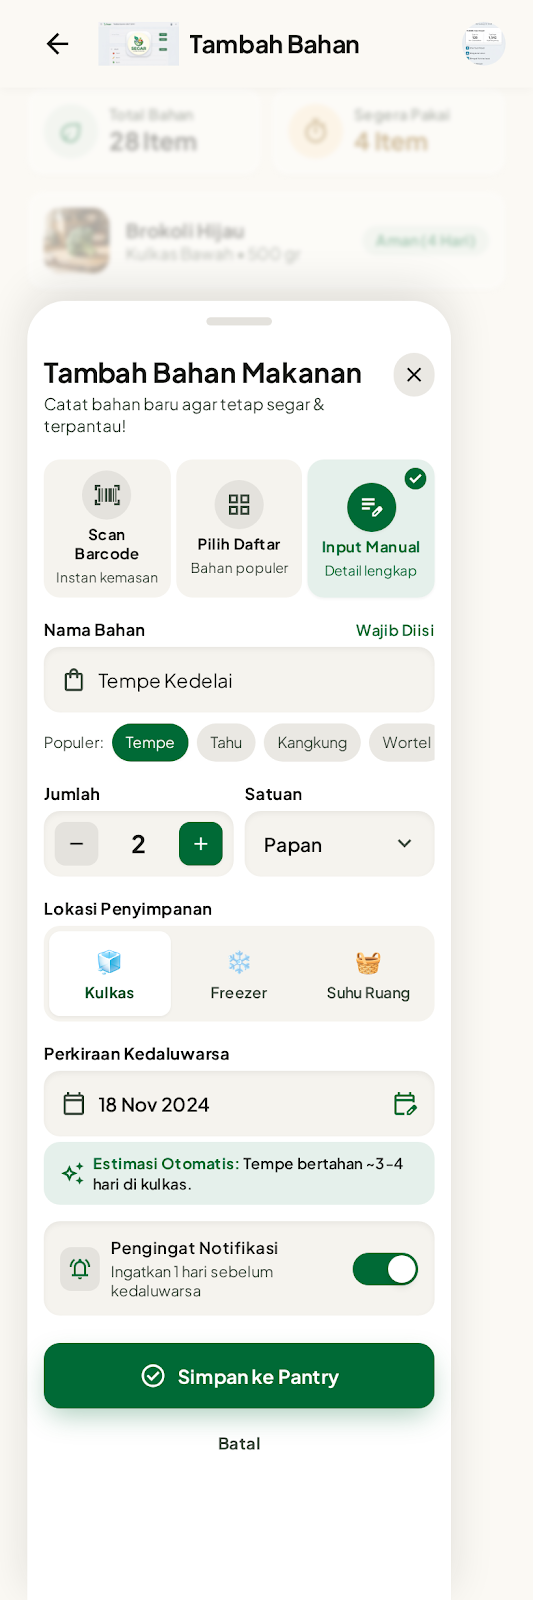 Tambah Bahan
Total Bahan
28 Item
Segera Pakai
4 Item
Brokoli Hijau
Kulkas Bawah • 500 gr
Aman (4 Hari)
Tambah Bahan Makanan
Catat bahan baru agar tetap segar &
terpantau!
Scan
Barcode
Instan kemasan
Pilih Daftar
Bahan populer
Input Manual
Detail lengkap
Nama Bahan
Wajib Diisi
Tempe Kedelai
Populer:
Tempe
Tahu
Kangkung
Wortel
Jumlah
Satuan
− 2 +
Papan
Lokasi Penyimpanan
Kulkas
Freezer
Suhu Ruang
Perkiraan Kedaluwarsa
18 Nov 2024
Estimasi Otomatis: Tempe bertahan ~3-4
hari di kulkas.
Pengingat Notifikasi
Ingatkan 1 hari sebelum
kedaluwarsa
Simpan ke Pantry
Batal